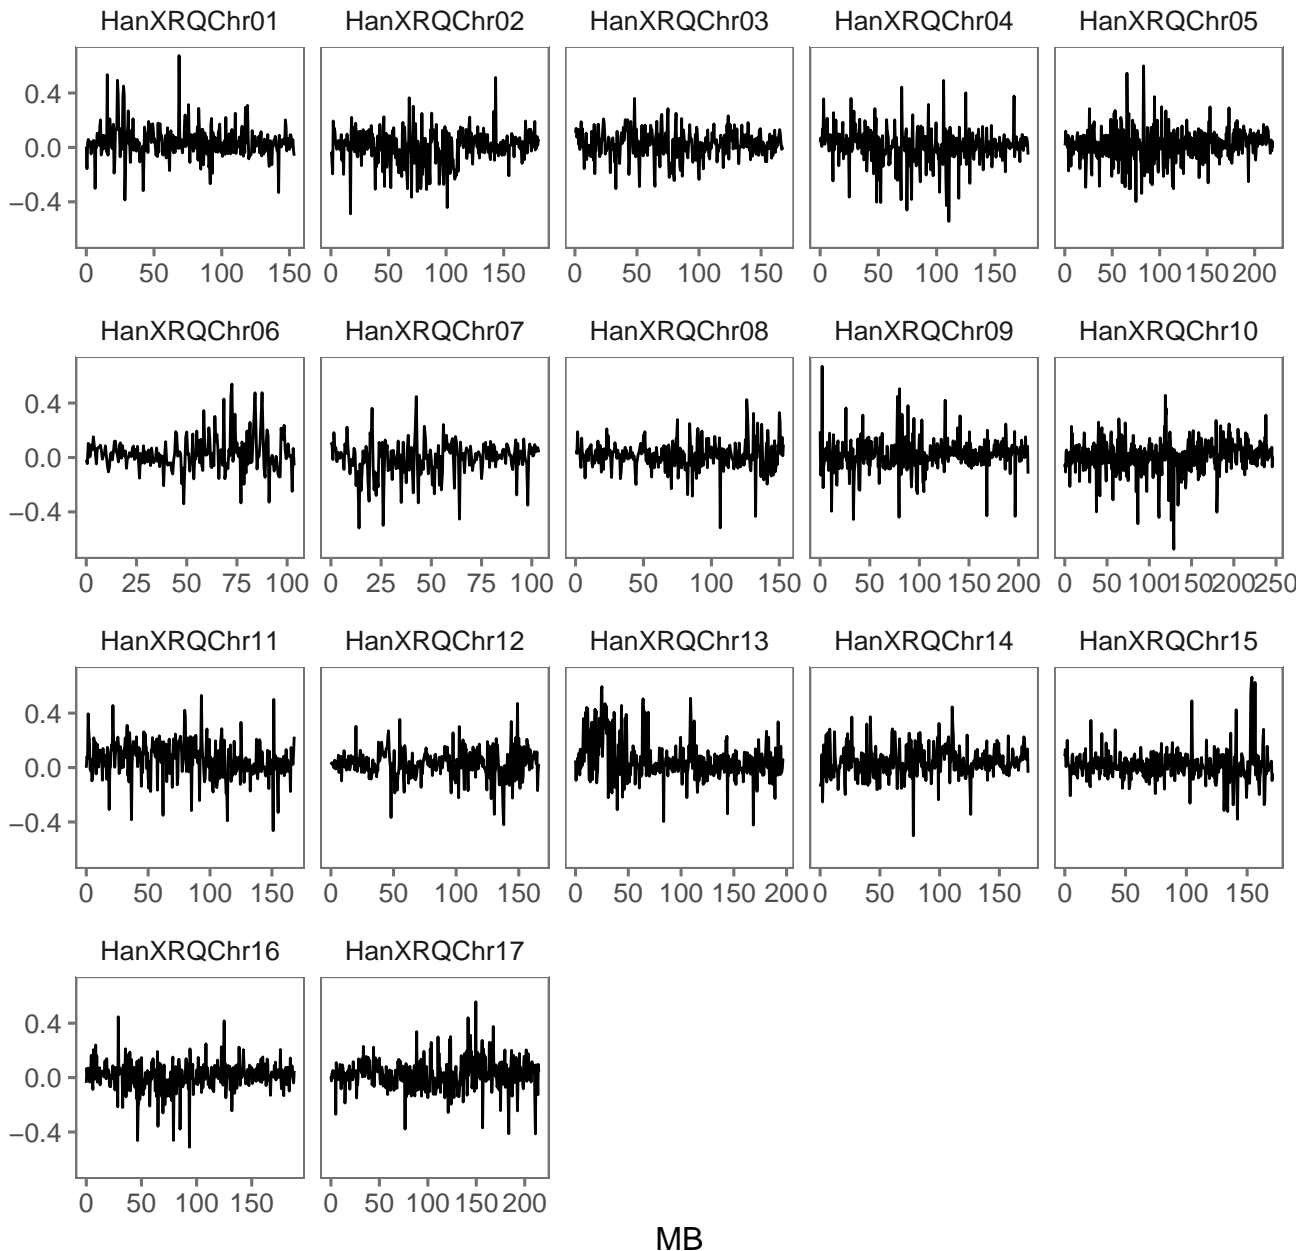 HanXRQChr01 HanXRQChr02 HanXRQChr03 HanXRQChr04 HanXRQChr05
0.4
0.0
−0.4
0 50 100 150 0 50 100 150 0 50 100 150 0 50 100 150 0 50 100 150 200
HanXRQChr06 HanXRQChr07 HanXRQChr08 HanXRQChr09 HanXRQChr10
0.4
0.0
−0.4
0 25 50 75 100 0 25 50 75 100 0 50 100 150 0 50 100 150 200 0 50 100 150 200 250
HanXRQChr11 HanXRQChr12 HanXRQChr13 HanXRQChr14 HanXRQChr15
0.4
0.0
−0.4
0 50 100 150 0 50 100 150 0 50 100 150 200 0 50 100 150 0 50 100 150
HanXRQChr16 HanXRQChr17
0.4
0.0
−0.4
0 50 100 150 0 50 100 150 200
MB